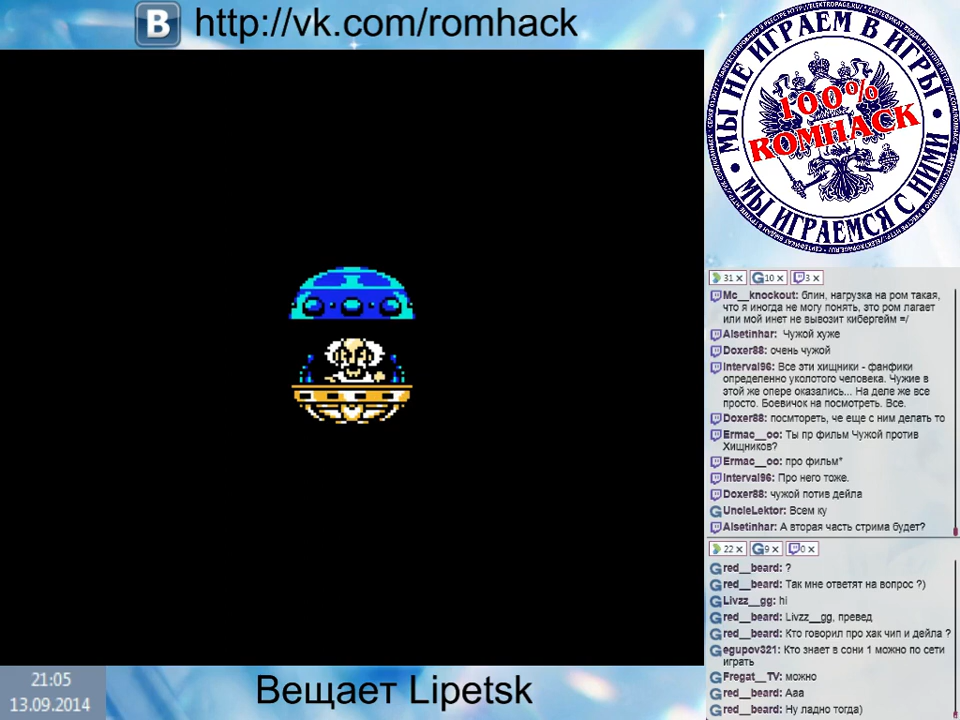 В http://vk.com/romhack
МЫ НЕ ИГРАЕМ В ИГРЫ
100%
ROMHACK
МЫ ИГРАЕМСЯ С НИМИ
31 × G10 × 3 ×
Mc__knockout: блин, нагрузка на ром такая,
что я иногда не могу понять, это ром лагает
или мой инет не вывозит кибергейм =/
Alsetinhar: Чужой хуже
Doxer88: очень чужой
Interval96: Все эти хищники - фанфики
определенно уколотого человека. Чужие в
этой же опере оказались... На деле же все
просто. Боевичок на посмотреть. Все.
Doxer88: посмтореть, че еще с ним делать то
Ermac__oo: Ты пр фильм Чужой против
Хищников?
Ermac__oo: про фильм*
Interval96: Про него тоже.
Doxer88: чужой потив дейла
UncleLektor: Всем ку
Alsetinhar: А вторая часть стрима будет?
22 × G9 × 0 ×
red__beard: ?
red__beard: Так мне ответят на вопрос ?)
Livzz__gg: hi
red__beard: Livzz__gg, превед
red__beard: Кто говорил про хак чип и дейла ?
egupov321: Кто знает в сони 1 можно по сети
играть
Fregat__TV: можно
red__beard: Ааа
red__beard: Ну ладно тогда)
21:05
13.09.2014
Вещает Lipetsk